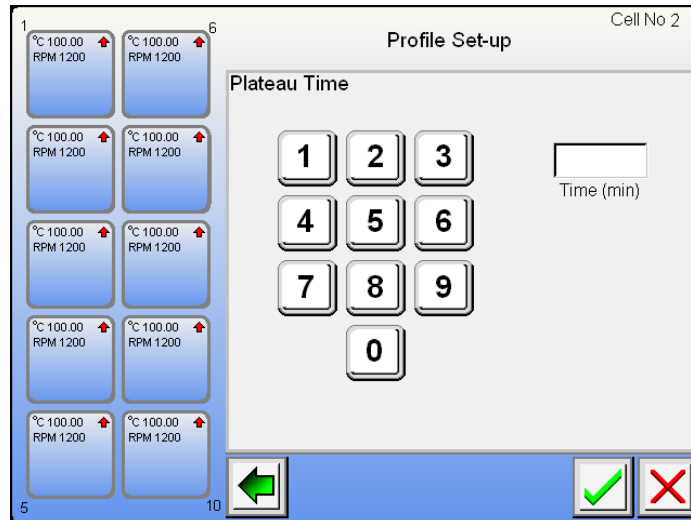 Cell No 2
Profile Set-up
1
6
°C 100.00
RPM 1200
°C 100.00
RPM 1200
°C 100.00
RPM 1200
°C 100.00
RPM 1200
°C 100.00
RPM 1200
°C 100.00
RPM 1200
°C 100.00
RPM 1200
°C 100.00
RPM 1200
°C 100.00
RPM 1200
°C 100.00
RPM 1200
5
10
Plateau Time
1 2 3
4 5 6
7 8 9
0
Time (min)